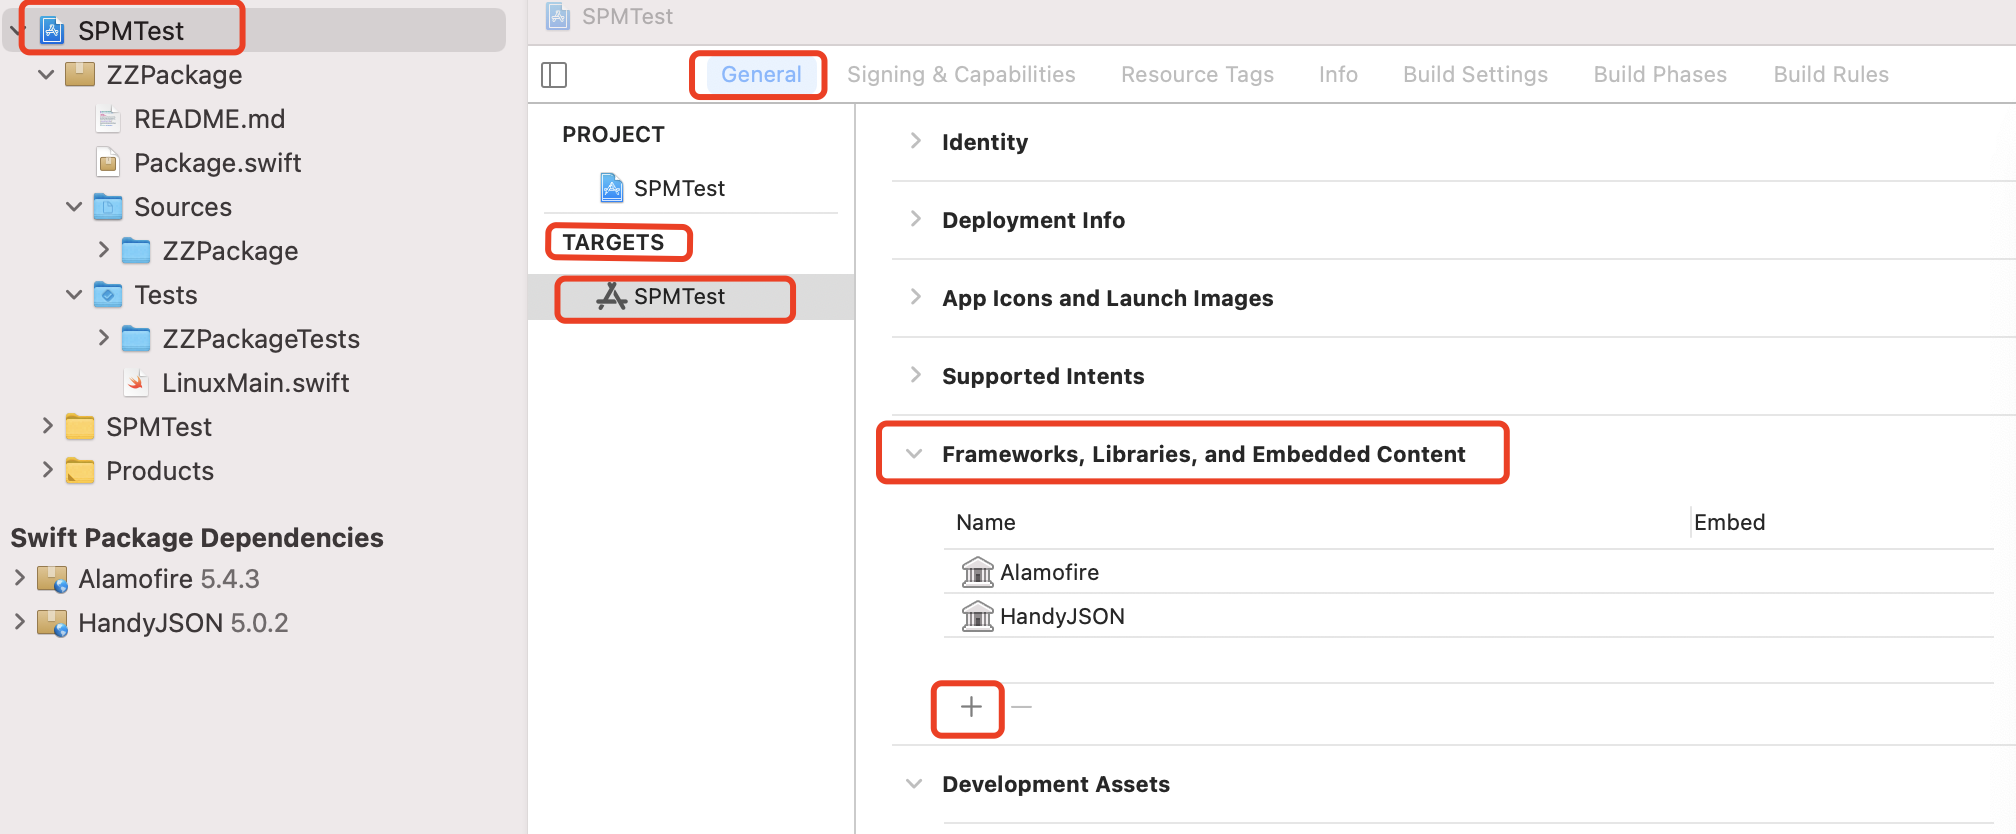 SPMTest
ZZPackage
README.md
Package.swift
Sources
ZZPackage
Tests
ZZPackageTests
LinuxMain.swift
SPMTest
Products
Swift Package Dependencies
Alamofire 5.4.3
HandyJSON 5.0.2
SPMTest
General Signing & Capabilities Resource Tags Info Build Settings Build Phases Build Rules
PROJECT
SPMTest
TARGETS
SPMTest
Identity
Deployment Info
App Icons and Launch Images
Supported Intents
Frameworks, Libraries, and Embedded Content
Name Embed
Alamofire
HandyJSON
Development Assets